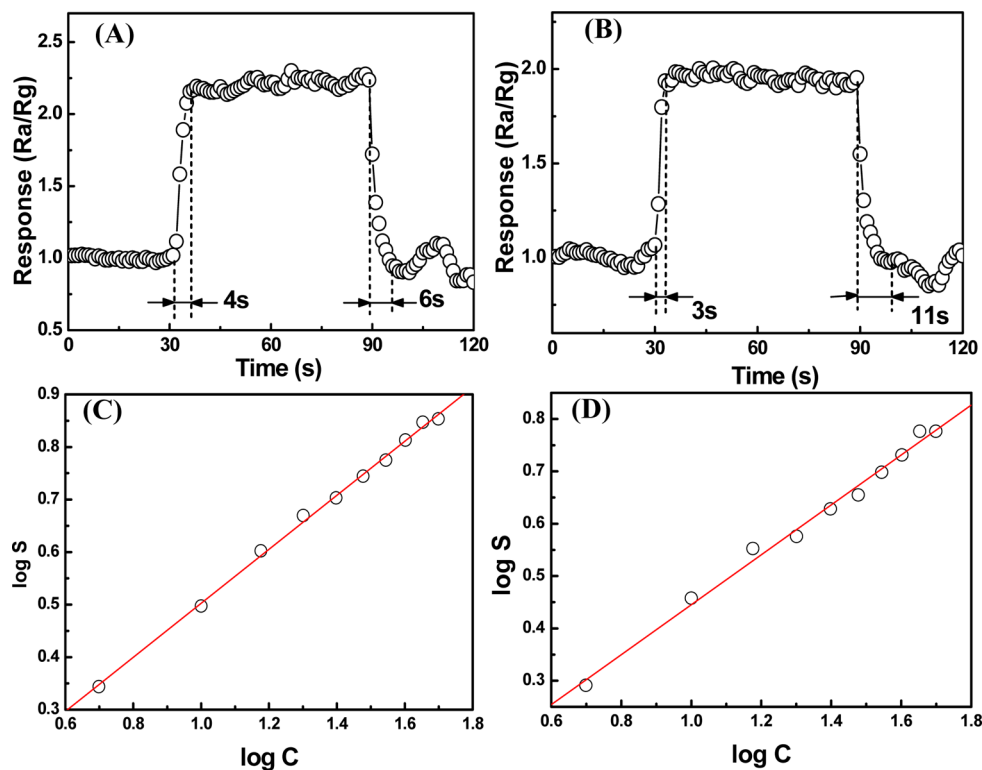 (A)
2.5
2.0
1.5
1.0
0.5
Response (Ra/Rg)
4s
6s
0 30 60 90 120
Time (s)
(B)
2.0
1.5
1.0
Response (Ra/Rg)
3s
11s
0 30 60 90 120
Time (s)
(C)
0.9
0.8
0.7
0.6
0.5
0.4
0.3
log S
0.6 0.8 1.0 1.2 1.4 1.6 1.8
log C
(D)
0.8
0.7
0.6
0.5
0.4
0.3
log S
0.6 0.8 1.0 1.2 1.4 1.6 1.8
log C